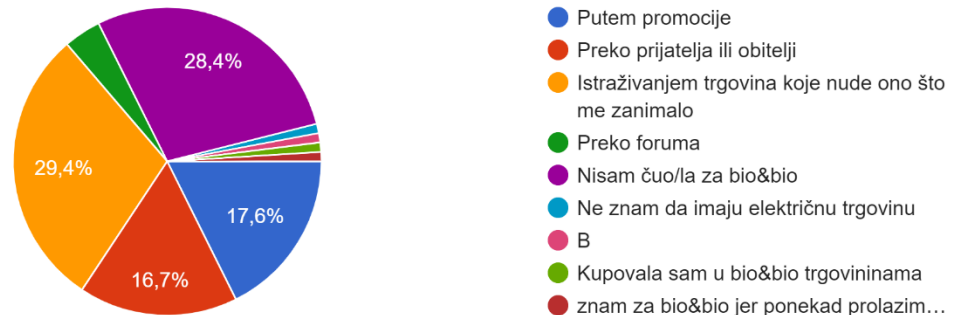 28,4%
29,4%
17,6%
16,7%
Putem promocije
Preko prijatelja ili obitelji
Istraživanjem trgovina koje nude ono što
me zanimalo
Preko foruma
Nisam čuo/la za bio&bio
Ne znam da imaju električnu trgovinu
B
Kupovala sam u bio&bio trgovininama
znam za bio&bio jer ponekad prolazim…